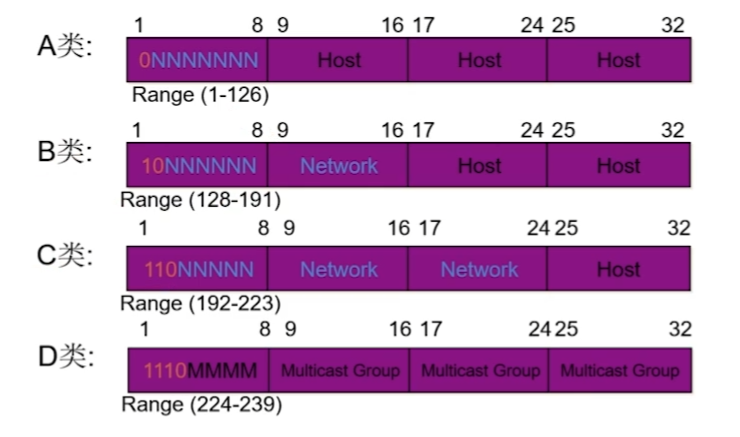 1 8 9 16 17 24 25 32
A类: 0NNNNNNN Host Host Host
Range (1-126)
1 8 9 16 17 24 25 32
B类: 10NNNNNN Network Host Host
Range (128-191)
1 8 9 16 17 24 25 32
C类: 110NNNNN Network Network Host
Range (192-223)
1 8 9 16 17 24 25 32
D类: 1110MMMM Multicast Group Multicast Group Multicast Group
Range (224-239)